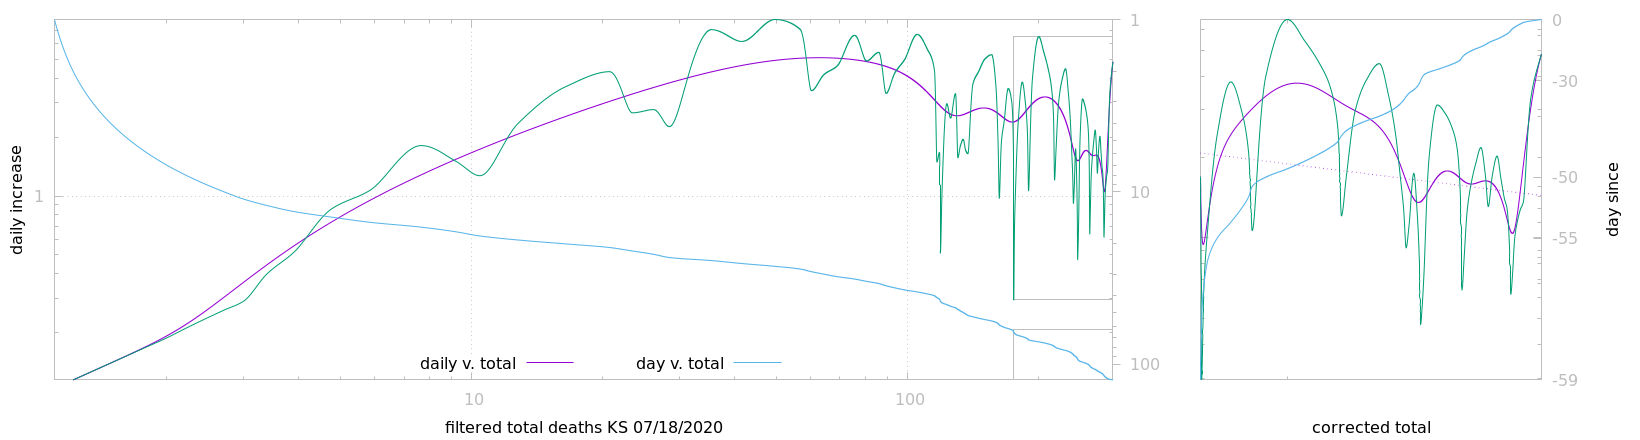 daily increase
1
daily v. total
day v. total
10
100
filtered total deaths KS 07/18/2020
1
10
100
0
-30
-50
-55
-59
day since
corrected total